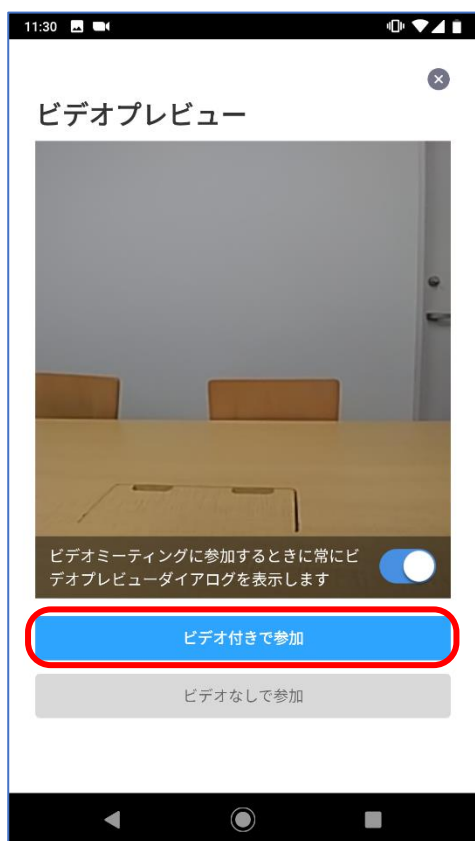 11:30
ビデオプレビュー
ビデオミーティングに参加するときに常にビ
デオプレビューダイアログを表示します
ビデオ付きで参加
ビデオなしで参加